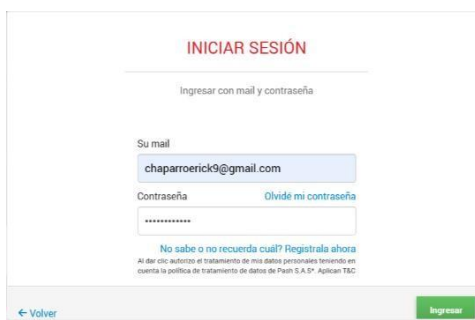 INICIAR SESIÓN
Ingresar con mail y contraseña
Su mail
chaparroerick9@gmail.com
Contraseña Olvidé mi contraseña
************
No sabe o no recuerda cuál? Registrala ahora
Al dar clic autorizo el tratamiento de mis datos personales teniendo en
cuenta la política de tratamiento de datos de Pash S.A.S*. Aplican T&C
← Volver Ingresar